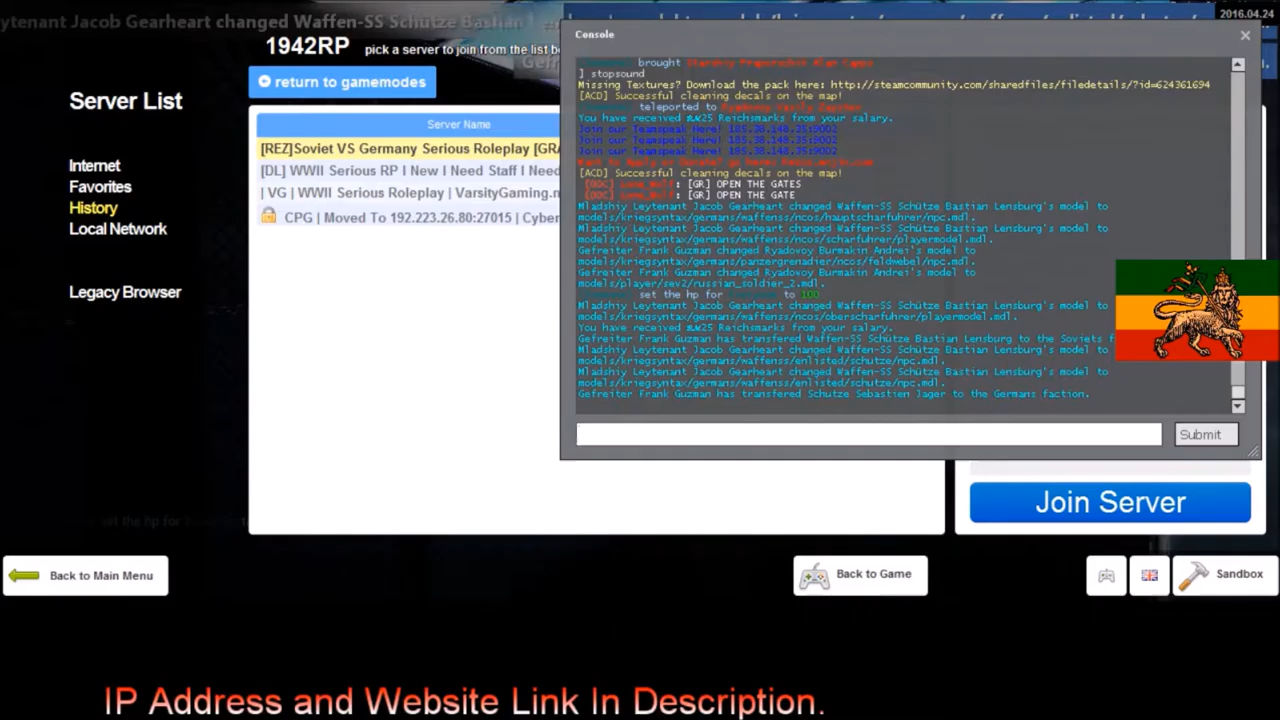 ytenant Jacob Gearheart changed Waffen-SS Schütze Bastian
2016.04.24
1942RP pick a server to join from the list be
return to gamemodes
Server List
Internet
Favorites
History
Local Network
Legacy Browser
Server Name
[REZ]Soviet VS Germany Serious Roleplay [GRA
[DL] WWII Serious RP I New I Need Staff I Need
| VG | WWII Serious Roleplay | VarsityGaming.n
CPG | Moved To 192.223.26.80:27015 | Cyber
Console
brought
] stopsound
Missing Textures? Download the pack here: http://steamcommunity.com/sharedfiles/filedetails/?id=624361694
[ACD] Successful cleaning decals on the map!
teleported to
You have received 25 Reichsmarks from your salary.
Join our Teamspeak Here! 185.38.148.35:9002
Join our Teamspeak Here! 185.38.148.35:9002
Join our Teamspeak Here! 185.38.148.35:9002
[ACD] Successful cleaning decals on the map!
[OOC] Lone_Wolf: [GR] OPEN THE GATES
[OOC] Lone_Wolf: [GR] OPEN THE GATE
Mladshiy Leytenant Jacob Gearheart changed Waffen-SS Schütze Bastian Lensburg's model to
models/kriegsyntax/germans/waffenss/ncos/hauptscharfuhrer/npc.mdl.
Mladshiy Leytenant Jacob Gearheart changed Waffen-SS Schütze Bastian Lensburg's model to
models/kriegsyntax/germans/waffenss/ncos/scharfuhrer/playermodel.mdl.
Gefreiter Frank Guzman changed Ryadovoy Burmakin Andrei's model to
models/kriegsyntax/germans/panzergrenadier/ncos/feldwebel/npc.mdl.
Gefreiter Frank Guzman changed Ryadovoy Burmakin Andrei's model to
models/player/sev2/russian_soldier_2.mdl.
set the hp for to 100
Mladshiy Leytenant Jacob Gearheart changed Waffen-SS Schütze Bastian Lensburg's model to
models/kriegsyntax/germans/waffenss/ncos/oberscharfuhrer/playermodel.mdl.
You have received 25 Reichsmarks from your salary.
Gefreiter Frank Guzman has transfered Waffen-SS Schütze Bastian Lensburg to the Soviets f
Mladshiy Leytenant Jacob Gearheart changed Waffen-SS Schütze Bastian Lensburg's model to
models/kriegsyntax/germans/waffenss/enlisted/schutze/npc.mdl.
Mladshiy Leytenant Jacob Gearheart changed Waffen-SS Schütze Bastian Lensburg's model to
models/kriegsyntax/germans/waffenss/enlisted/schutze/npc.mdl.
Gefreiter Frank Guzman has transfered Schutze Sebastien Jager to the Germans faction.
Submit
Join Server
Back to Main Menu
Back to Game
Sandbox
IP Address and Website Link In Description.